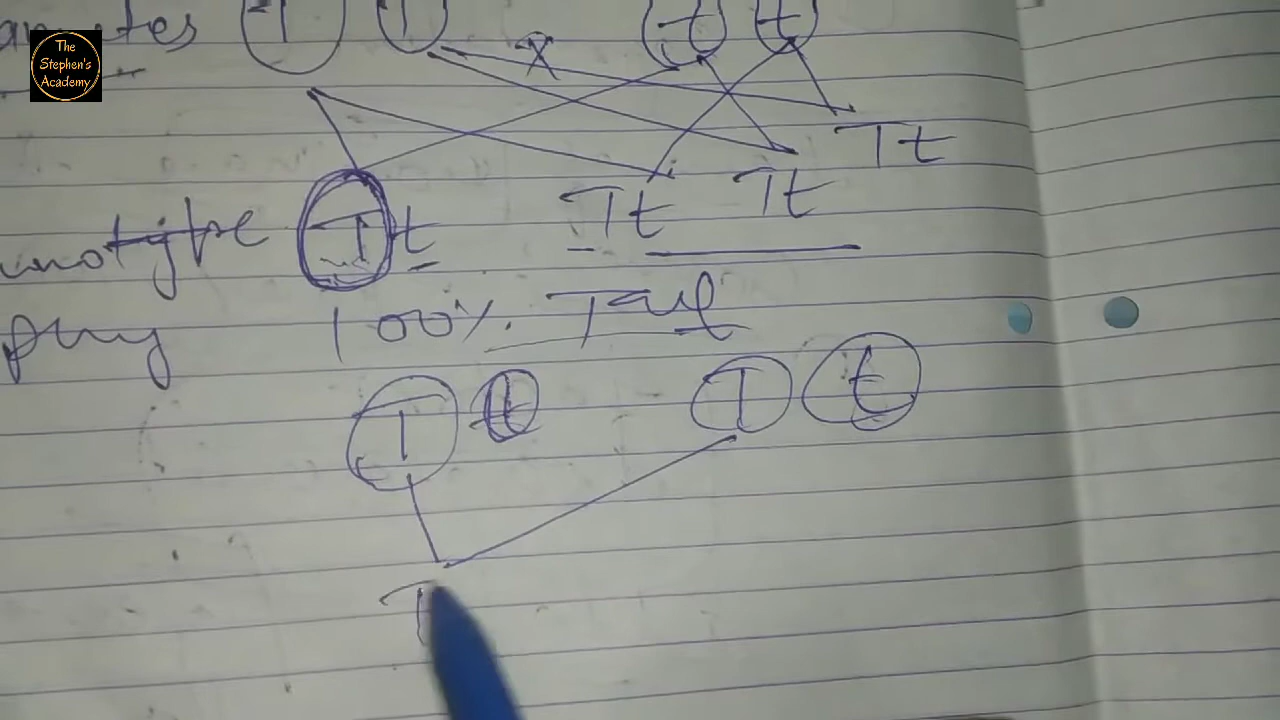 The
Stephen's
Academy
T T t t
X
Tt
Tt Tt Tt
100%. Tall
T t T t
T